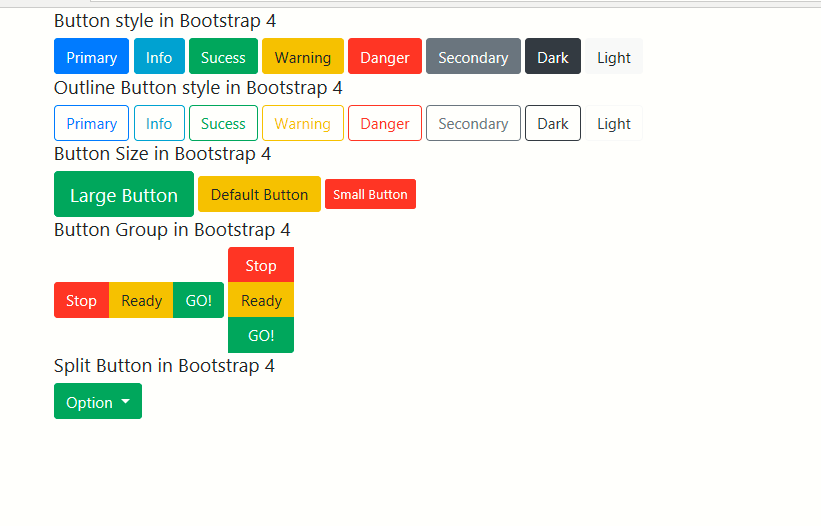 Button style in Bootstrap 4
Primary Info Sucess Warning Danger Secondary Dark Light
Outline Button style in Bootstrap 4
Primary Info Sucess Warning Danger Secondary Dark Light
Button Size in Bootstrap 4
Large Button Default Button Small Button
Button Group in Bootstrap 4
Stop Ready GO!
Stop
Ready
GO!
Split Button in Bootstrap 4
Option